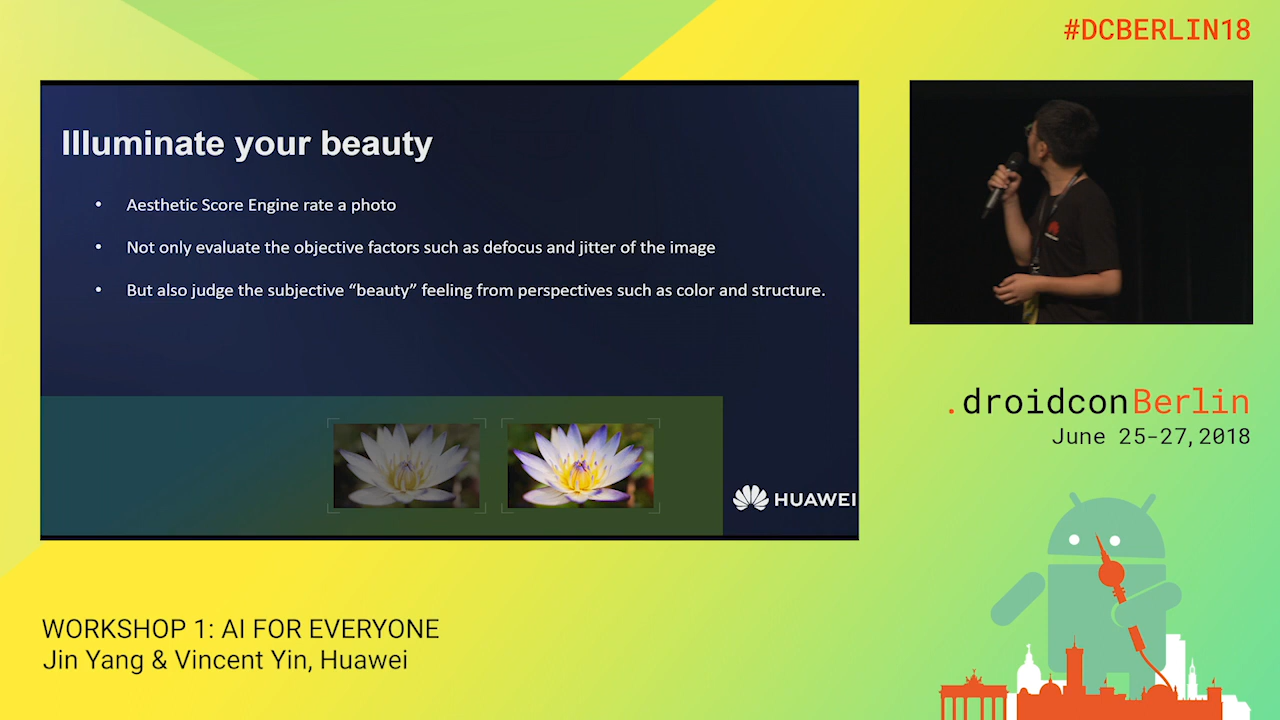 #DCBERLIN18
Illuminate your beauty
• Aesthetic Score Engine rate a photo
• Not only evaluate the objective factors such as defocus and jitter of the image
• But also judge the subjective “beauty” feeling from perspectives such as color and structure.
HUAWEI
.droidconBerlin
June 25-27,2018
WORKSHOP 1: AI FOR EVERYONE
Jin Yang & Vincent Yin, Huawei